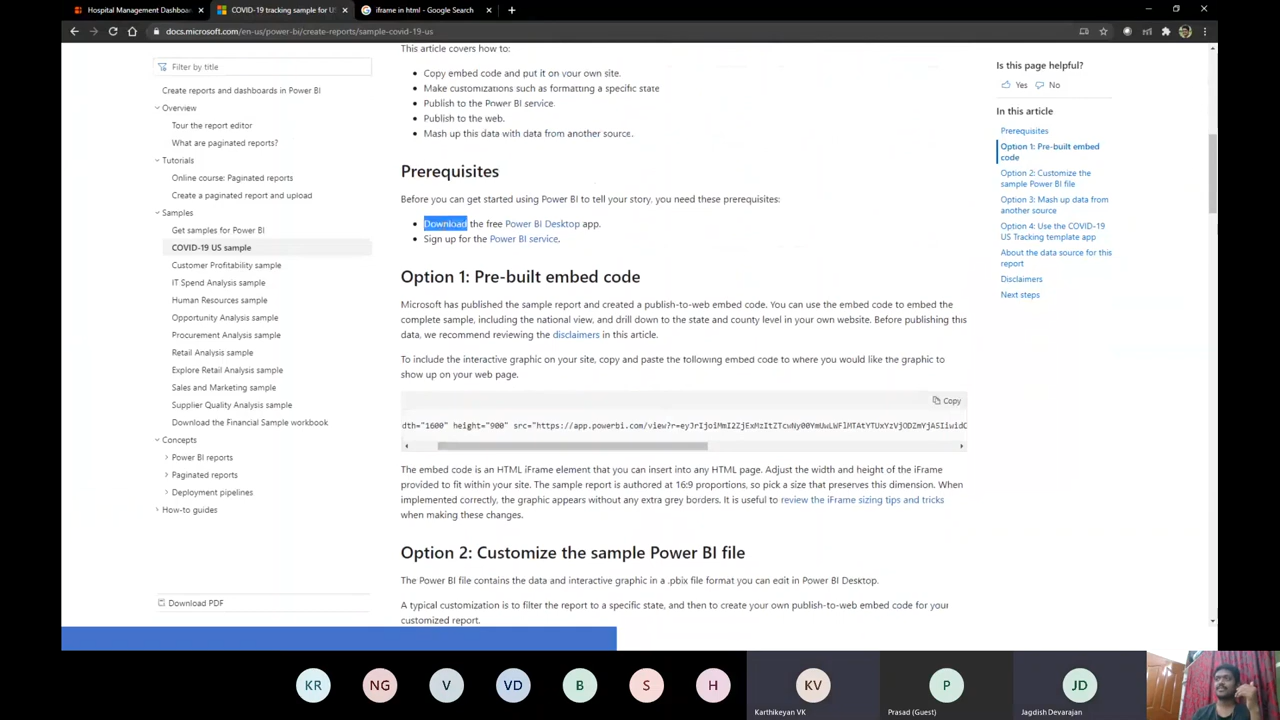 Hospital Management Dashboa
COVID-19 tracking sample for US
iframe in html - Google Search
docs.microsoft.com/en-us/power-bi/create-reports/sample-covid-19-us
Filter by title
Create reports and dashboards in Power BI
Overview
Tour the report editor
What are paginated reports?
Tutorials
Online course: Paginated reports
Create a paginated report and upload
Samples
Get samples for Power BI
COVID-19 US sample
Customer Profitability sample
IT Spend Analysis sample
Human Resources sample
Opportunity Analysis sample
Procurement Analysis sample
Retail Analysis sample
Explore Retail Analysis sample
Sales and Marketing sample
Supplier Quality Analysis sample
Download the Financial Sample workbook
Concepts
Power BI reports
Paginated reports
Deployment pipelines
How-to guides
Download PDF
This article covers how to:
Copy embed code and put it on your own site.
Make customizations such as formatting a specific state
Publish to the Power BI service.
Publish to the web.
Mash up this data with data from another source.
Prerequisites
Before you can get started using Power BI to tell your story, you need these prerequisites:
Download the free Power BI Desktop app.
Sign up for the Power BI service.
Option 1: Pre-built embed code
Microsoft has published the sample report and created a publish-to-web embed code. You can use the embed code to embed the
complete sample, including the national view, and drill down to the state and county level in your own website. Before publishing this
data, we recommend reviewing the disclaimers in this article.
To include the interactive graphic on your site, copy and paste the following embed code to where you would like the graphic to
show up on your web page.
Copy
dth="1600" height="900"
The embed code is an HTML iFrame element that you can insert into any HTML page. Adjust the width and height of the iFrame
provided to fit within your site. The sample report is authored at 16:9 proportions, so pick a size that preserves this dimension. When
implemented correctly, the graphic appears without any extra grey borders. It is useful to review the iFrame sizing tips and tricks
when making these changes.
Option 2: Customize the sample Power BI file
The Power BI file contains the data and interactive graphic in a .pbix file format you can edit in Power BI Desktop.
A typical customization is to filter the report to a specific state, and then to create your own publish-to-web embed code for your
customized report.
Is this page helpful?
Yes No
In this article
Prerequisites
Option 1: Pre-built embed
code
Option 2: Customize the
sample Power BI file
Option 3: Mash up data from
another source
Option 4: Use the COVID-19
US Tracking template app
About the data source for this
report
Disclaimers
Next steps
KR
NG
V
VD
B
S
H
KV
Karthikeyan VK
P
Prasad (Guest)
JD
Jagdish Devarajan